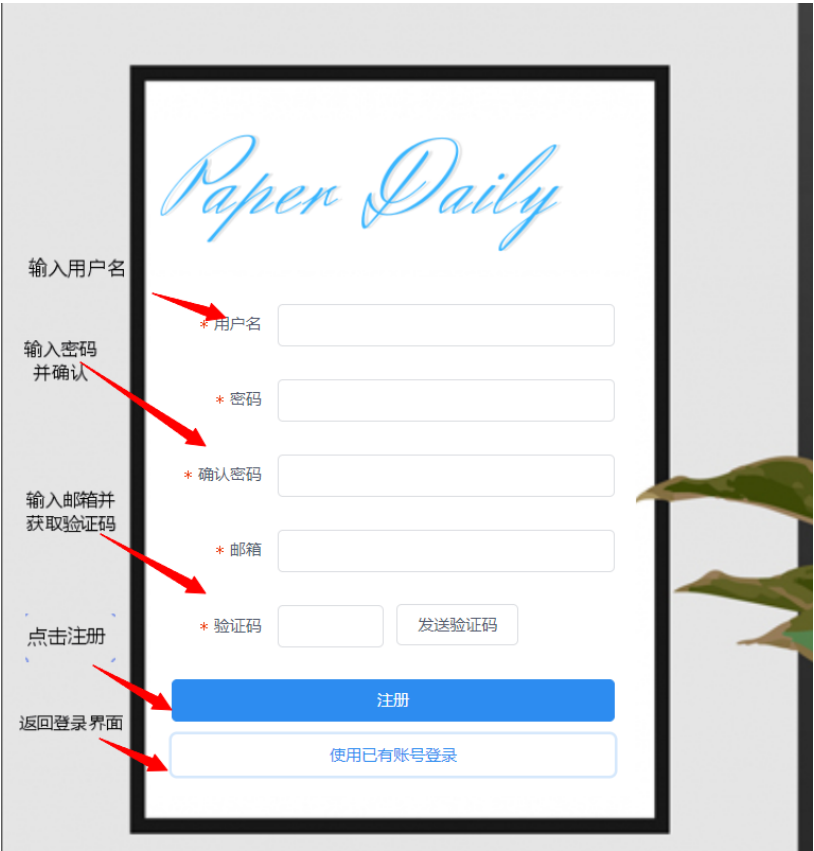 Paper Daily
输入用户名
* 用户名
输入密码
并确认
* 密码
* 确认密码
输入邮箱并
获取验证码
* 邮箱
* 验证码 发送验证码
点击注册
注册
返回登录界面
使用已有账号登录